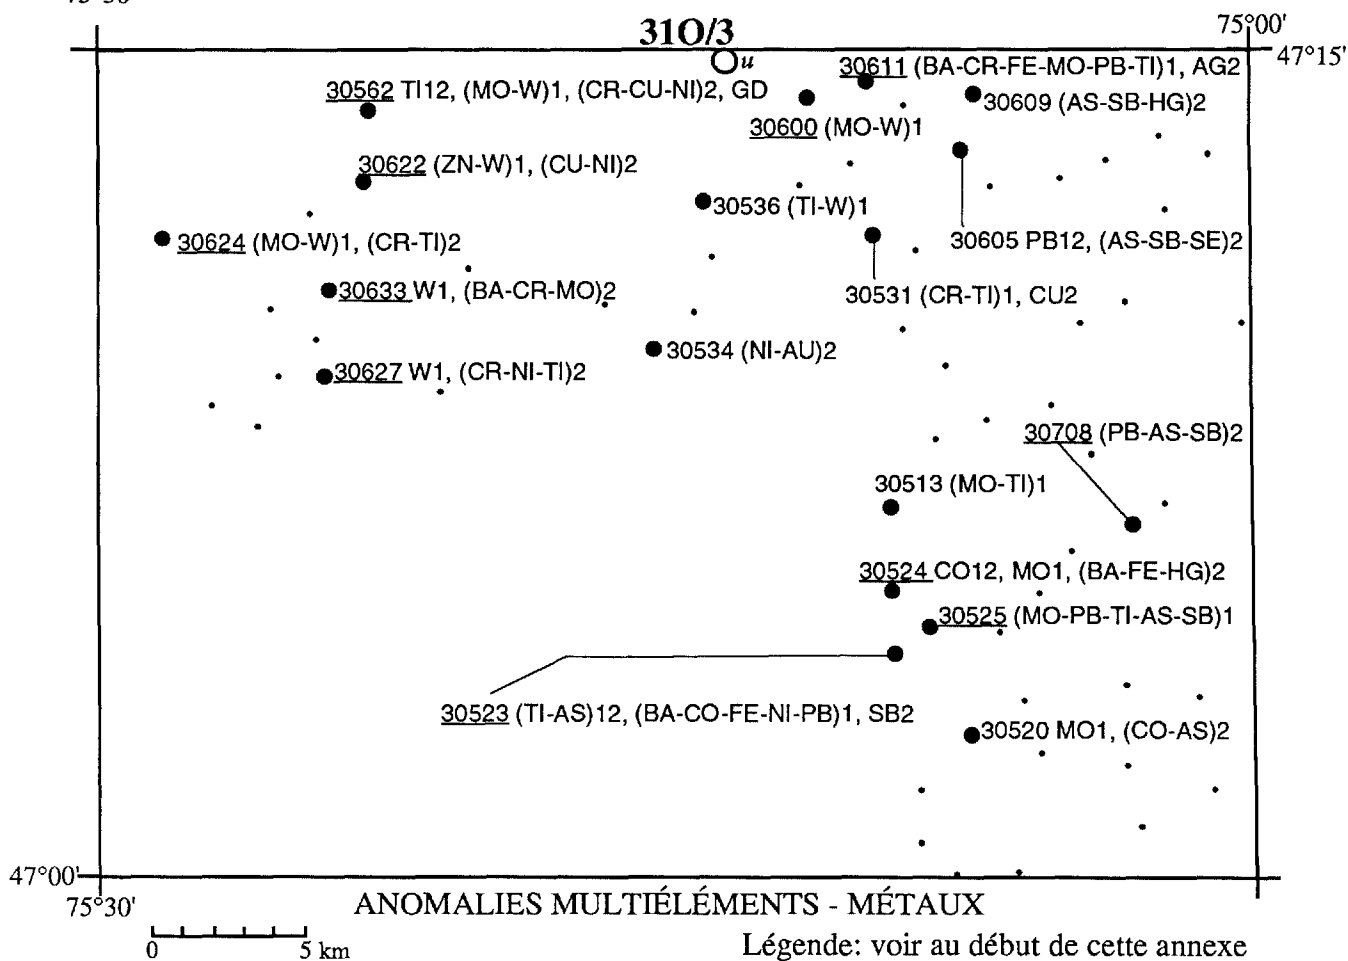 31O/3
75°00'
47°15'
u
30611 (BA-CR-FE-MO-PB-TI)1, AG2
30562 TI12, (MO-W)1, (CR-CU-NI)2, GD
30609 (AS-SB-HG)2
30600 (MO-W)1
30622 (ZN-W)1, (CU-NI)2
30536 (TI-W)1
30624 (MO-W)1, (CR-TI)2
30605 PB12, (AS-SB-SE)2
30633 W1, (BA-CR-MO)2
30531 (CR-TI)1, CU2
30534 (NI-AU)2
30627 W1, (CR-NI-TI)2
30708 (PB-AS-SB)2
30513 (MO-TI)1
30524 CO12, MO1, (BA-FE-HG)2
30525 (MO-PB-TI-AS-SB)1
30523 (TI-AS)12, (BA-CO-FE-NI-PB)1, SB2
30520 MO1, (CO-AS)2
47°00'
75°30'
ANOMALIES MULTIÉLÉMENTS - MÉTAUX
0 5 km
Légende: voir au début de cette annexe